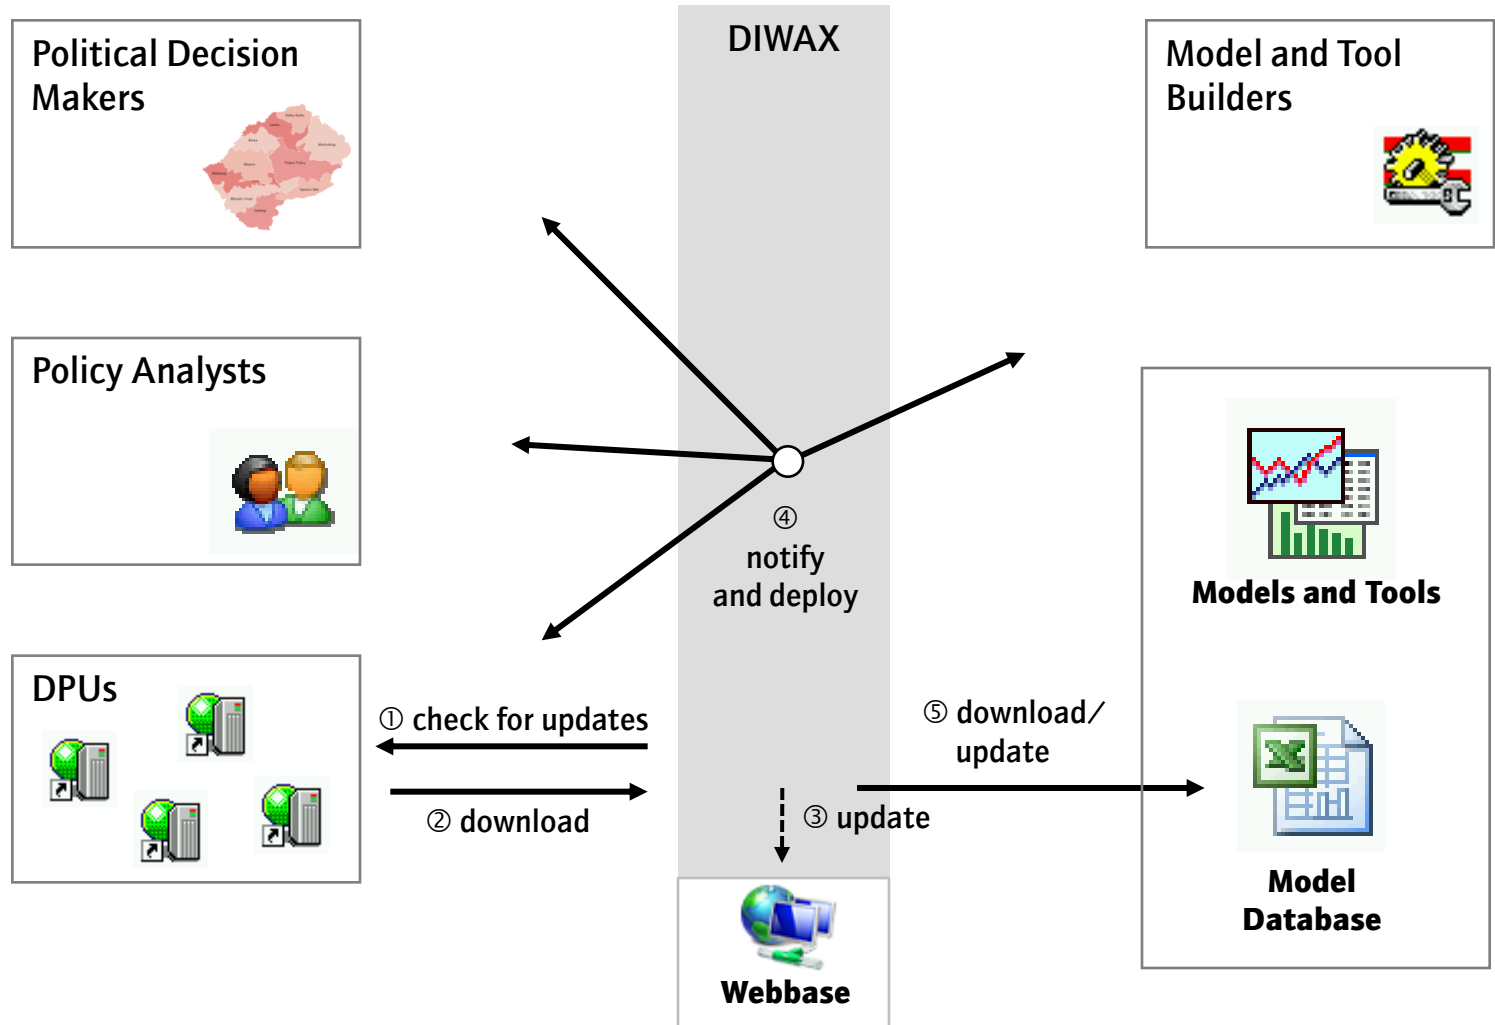 Political Decision
Makers
DIWAX
Model and Tool
Builders
Policy Analysts
④
notify
and deploy
Models and Tools
DPUs
① check for updates
② download
③ update
⑤ download/
update
Model
Database
Webbase